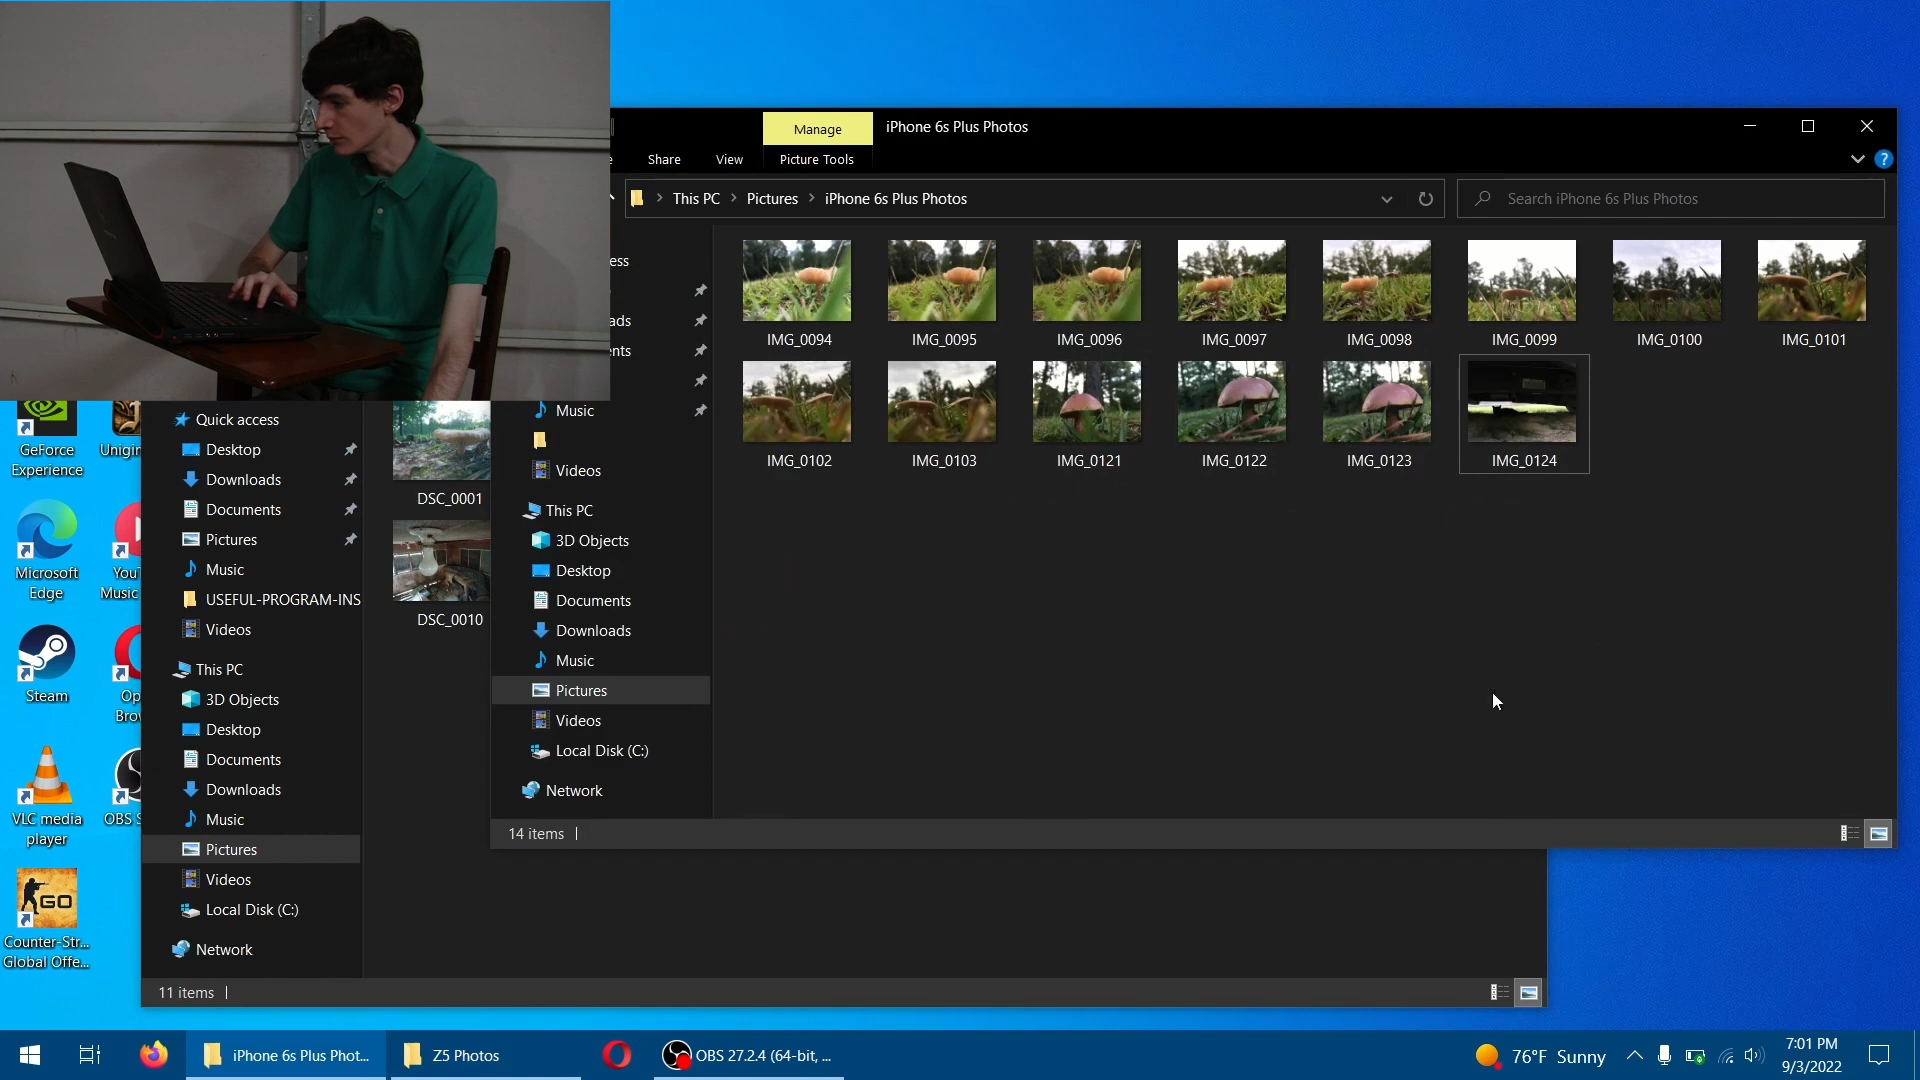 Manage
iPhone 6s Plus Photos
Share
View
Picture Tools
This PC
Pictures
iPhone 6s Plus Photos
Search iPhone 6s Plus Photos
ess
ads
ents
Music
Videos
This PC
3D Objects
Desktop
Documents
Downloads
Music
Pictures
Videos
Local Disk (C:)
Network
IMG_0094
IMG_0095
IMG_0096
IMG_0097
IMG_0098
IMG_0099
IMG_0100
IMG_0101
IMG_0102
IMG_0103
IMG_0121
IMG_0122
IMG_0123
IMG_0124
14 items
Quick access
Desktop
Downloads
Documents
Pictures
Music
USEFUL-PROGRAM-INS
Videos
This PC
3D Objects
Desktop
Documents
Downloads
Music
Pictures
Videos
Local Disk (C:)
Network
DSC_0001
DSC_0010
11 items
GeForce
Experience
Unigin
Microsoft
Edge
You
Music
Steam
Op
Brow
VLC media
player
OBS S
GO
Counter-Str...
Global Offe...
iPhone 6s Plus Phot...
Z5 Photos
OBS 27.2.4 (64-bit, ...
76°F Sunny
7:01 PM
9/3/2022